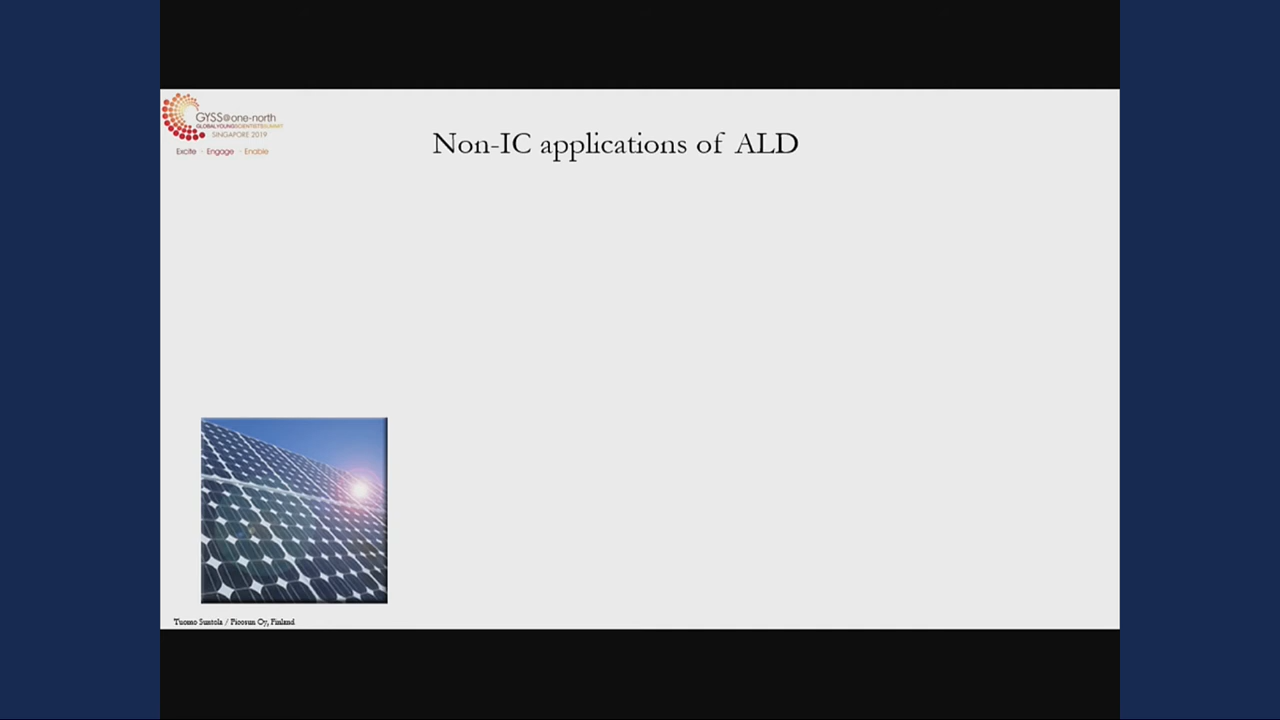 GYSS@one-north
GLOBAL YOUNG SCIENTISTS SUMMIT
SINGAPORE 2019
Excite · Engage · Enable
Non-IC applications of ALD
Tuomo Suntola / Picosun Oy, Finland